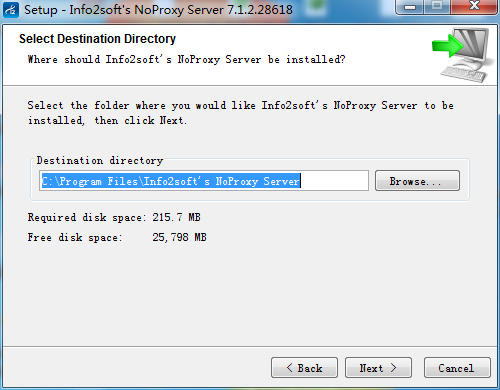 Setup - Info2soft's NoProxy Server 7.1.2.28618
Select Destination Directory
Where should Info2soft's NoProxy Server be installed?
Select the folder where you would like Info2soft's NoProxy Server to be
installed, then click Next.
Destination directory
C:\Program Files\Info2soft's NoProxy Server
Browse...
Required disk space: 215.7 MB
Free disk space: 25,798 MB
< Back
Next >
Cancel